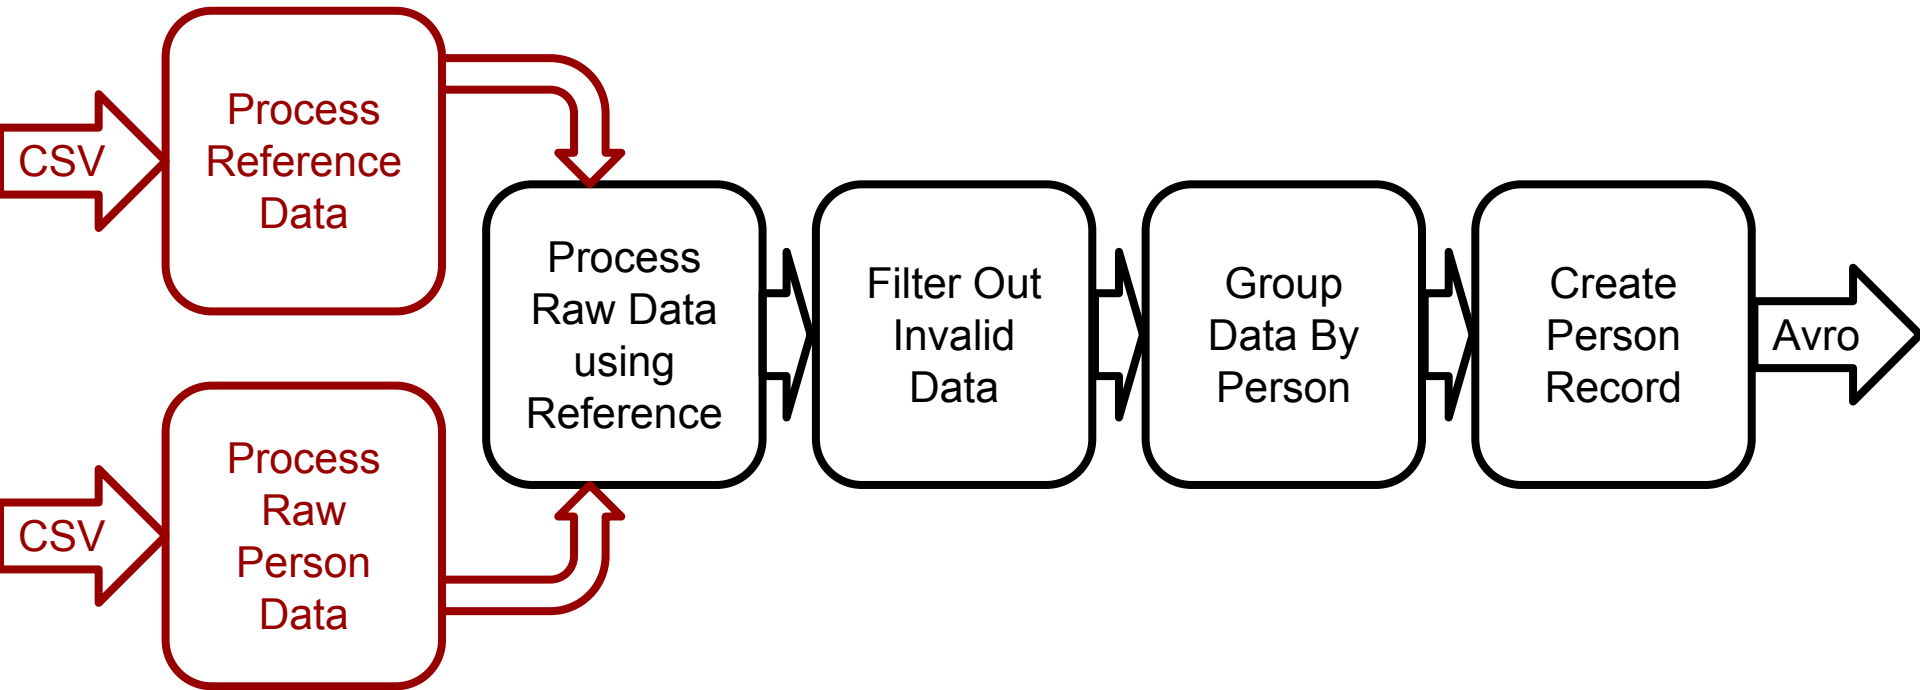 CSV
Process
Reference
Data
CSV
Process
Raw
Person
Data
Process
Raw Data
using
Reference
Filter Out
Invalid
Data
Group
Data By
Person
Create
Person
Record
Avro